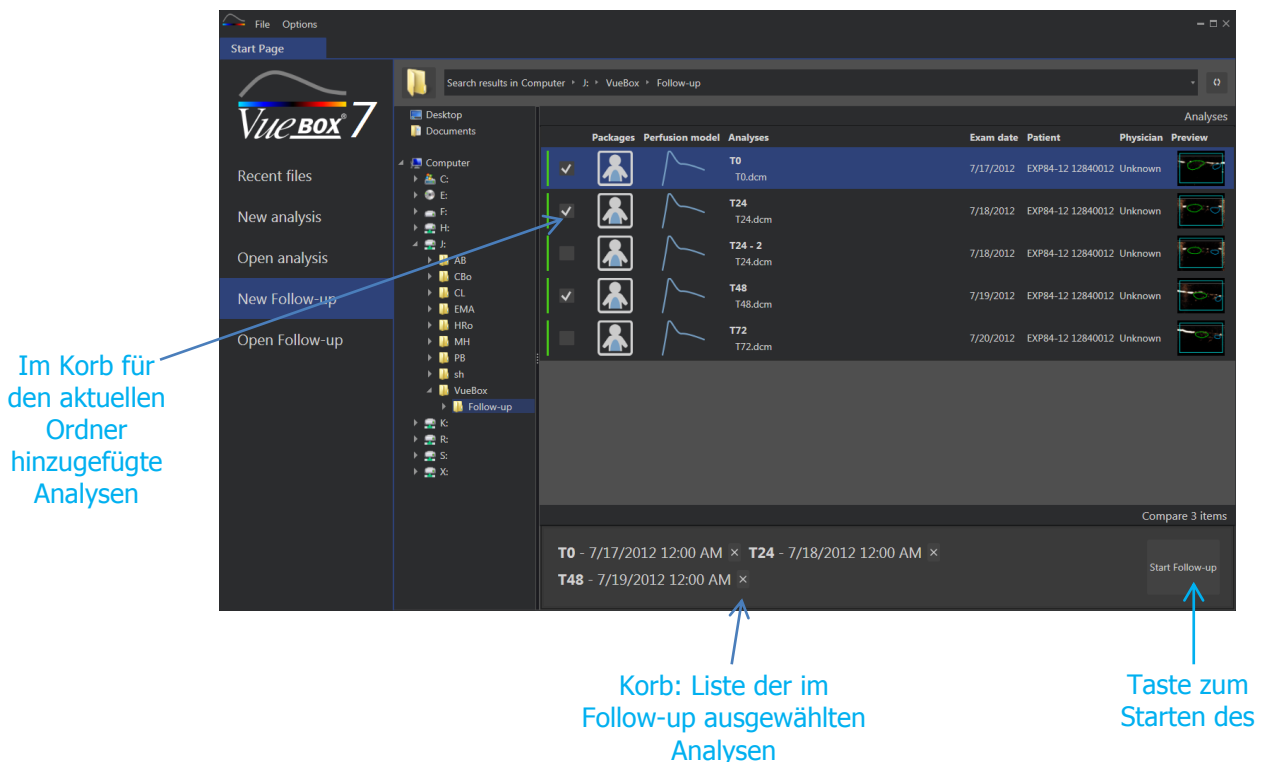 File Options
Start Page
VUEBOX® 7
Search results in Computer J: VueBox Follow-up
Recent files
New analysis
Open analysis
New Follow-up
Open Follow-up
Desktop
Documents
Computer
C:
E:
F:
H:
J:
AB
CBo
CL
EMA
HRo
MH
PB
sh
VueBox
Follow-up
K:
R:
S:
X:
Analyses
Packages Perfusion model Analyses Exam date Patient Physician Preview
T0
T0.dcm
7/17/2012 EXP84-12 12840012 Unknown
T24
T24.dcm
7/18/2012 EXP84-12 12840012 Unknown
T24 - 2
T24.dcm
7/18/2012 EXP84-12 12840012 Unknown
T48
T48.dcm
7/19/2012 EXP84-12 12840012 Unknown
T72
T72.dcm
7/20/2012 EXP84-12 12840012 Unknown
Compare 3 items
T0 - 7/17/2012 12:00 AM × T24 - 7/18/2012 12:00 AM ×
T48 - 7/19/2012 12:00 AM ×
Start Follow-up
Im Korb für
den aktuellen
Ordner
hinzugefügte
Analysen
Korb: Liste der im
Follow-up ausgewählten
Analysen
Taste zum
Starten des